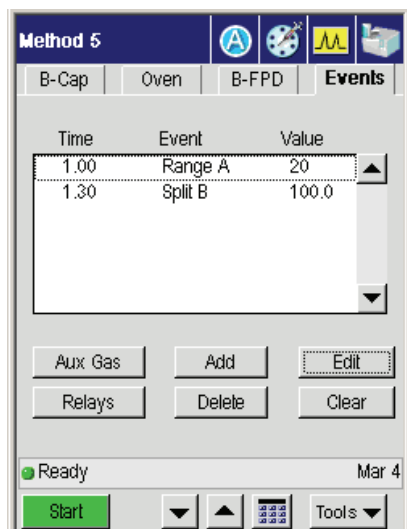 Method 5 A
B-Cap Oven B-FPD Events
Time Event Value
1.00 Range A 20
1.30 Split B 100.0
Aux Gas Add Edit
Relays Delete Clear
Ready Mar 4
Start Tools